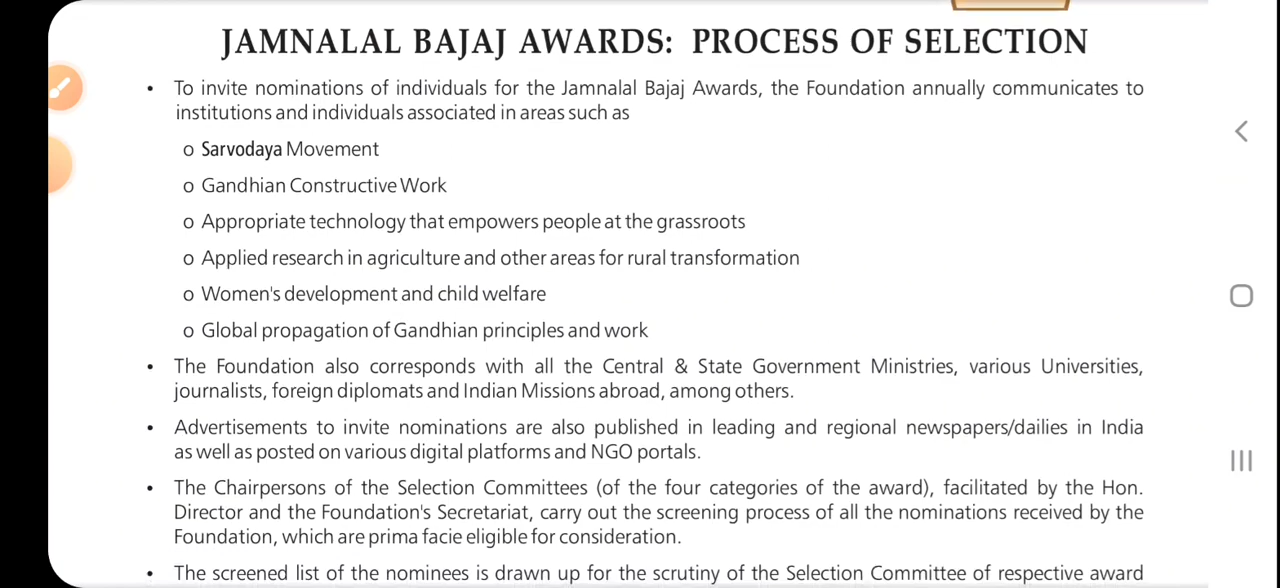 JAMNALAL BAJAJ AWARDS: PROCESS OF SELECTION
• To invite nominations of individuals for the Jamnalal Bajaj Awards, the Foundation annually communicates to
institutions and individuals associated in areas such as
o Sarvodaya Movement
o Gandhian Constructive Work
o Appropriate technology that empowers people at the grassroots
o Applied research in agriculture and other areas for rural transformation
o Women's development and child welfare
o Global propagation of Gandhian principles and work
• The Foundation also corresponds with all the Central & State Government Ministries, various Universities,
journalists, foreign diplomats and Indian Missions abroad, among others.
• Advertisements to invite nominations are also published in leading and regional newspapers/dailies in India
as well as posted on various digital platforms and NGO portals.
• The Chairpersons of the Selection Committees (of the four categories of the award), facilitated by the Hon.
Director and the Foundation's Secretariat, carry out the screening process of all the nominations received by the
Foundation, which are prima facie eligible for consideration.
• The screened list of the nominees is drawn up for the scrutiny of the Selection Committee of respective award